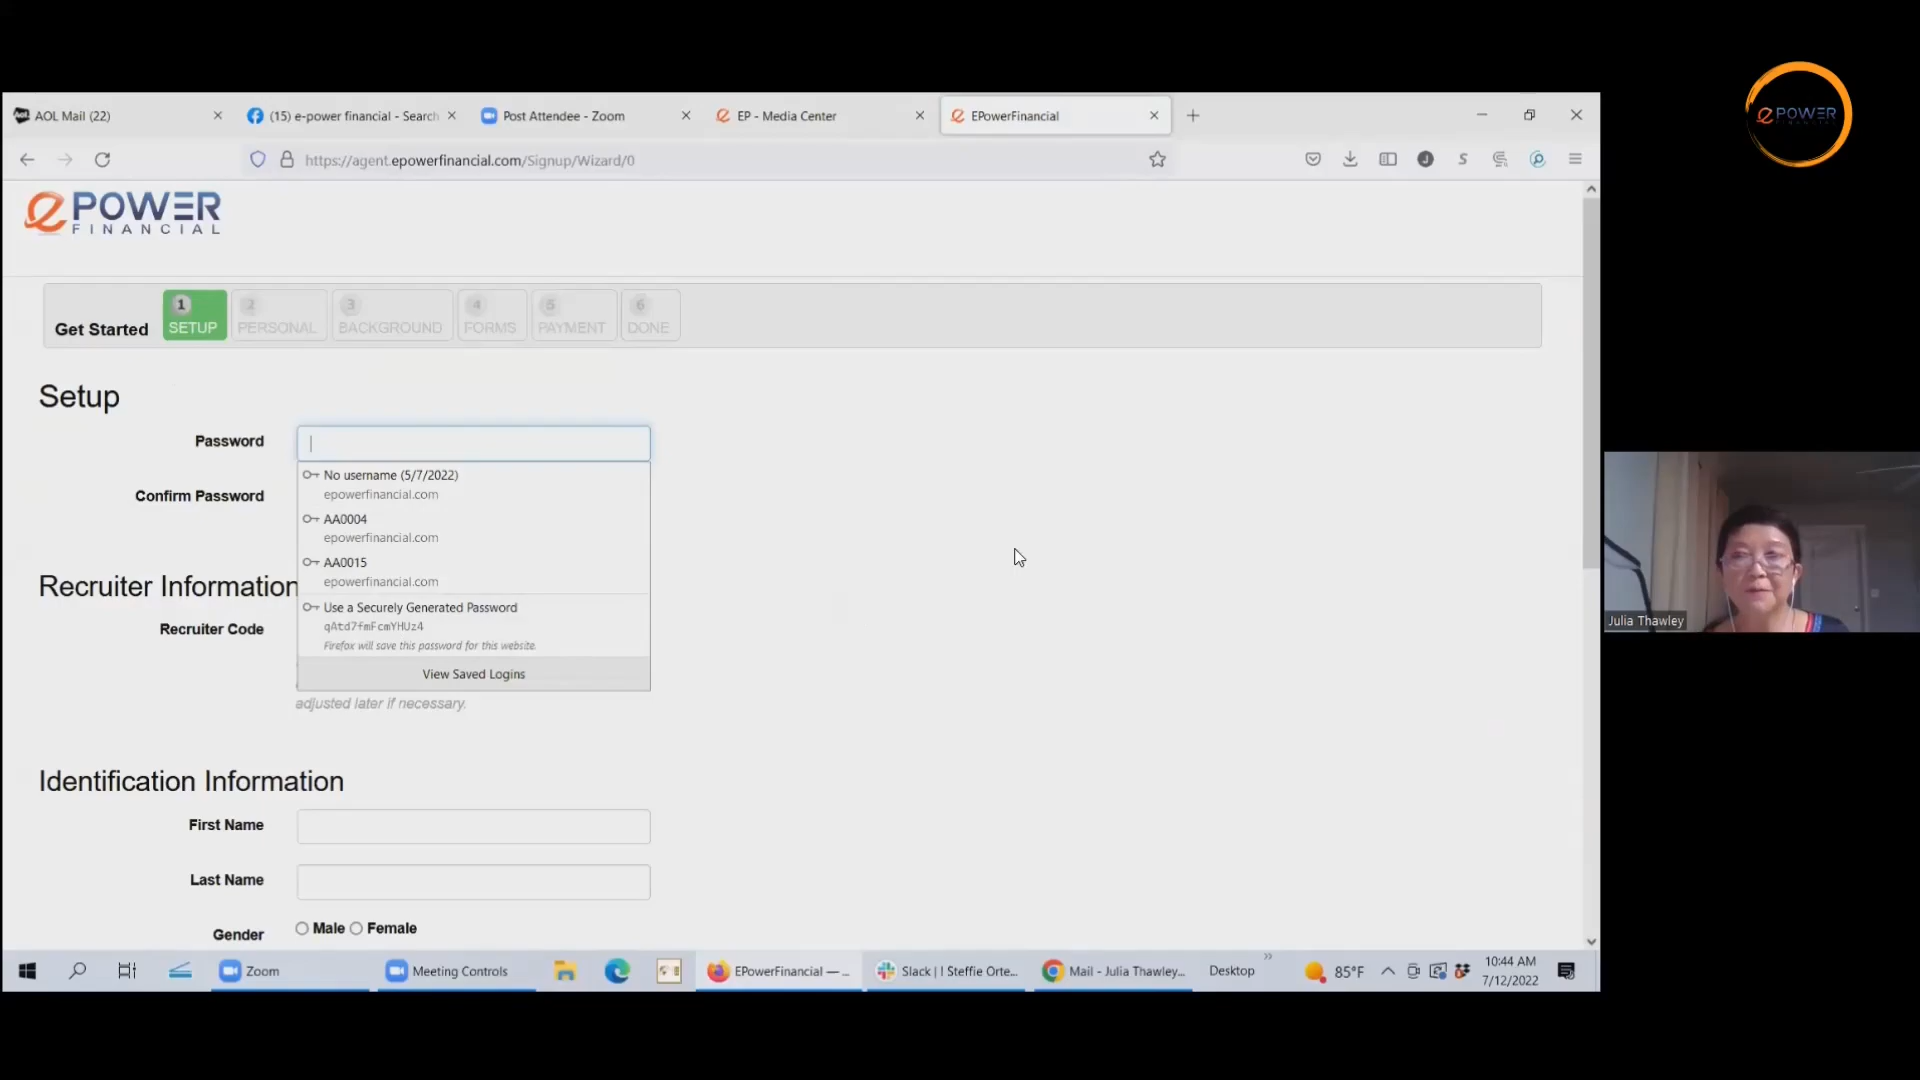 AOL Mail (22)
(15) e-power financial - Search
Post Attendee - Zoom
EP - Media Center
EPowerFinancial
https://agent.epowerfinancial.com/Signup/Wizard/0
POWER
FINANCIAL
Get Started
1
SETUP
2
PERSONAL
3
BACKGROUND
4
FORMS
5
PAYMENT
6
DONE
Setup
Password
No username (5/7/2022)
epowerfinancial.com
Confirm Password
AA0004
epowerfinancial.com
AA0015
epowerfinancial.com
Recruiter Information
Use a Securely Generated Password
qAtd7fmFcmYHUz4
Firefox will save this password for this website.
Recruiter Code
View Saved Logins
adjusted later if necessary.
Identification Information
First Name
Last Name
Gender
Male
Female
Zoom
Meeting Controls
EPowerFinancial — ...
Slack | ! Steffie Orte...
Mail - Julia Thawley...
Desktop
85°F
10:44 AM
7/12/2022
Julia Thawley
POWER